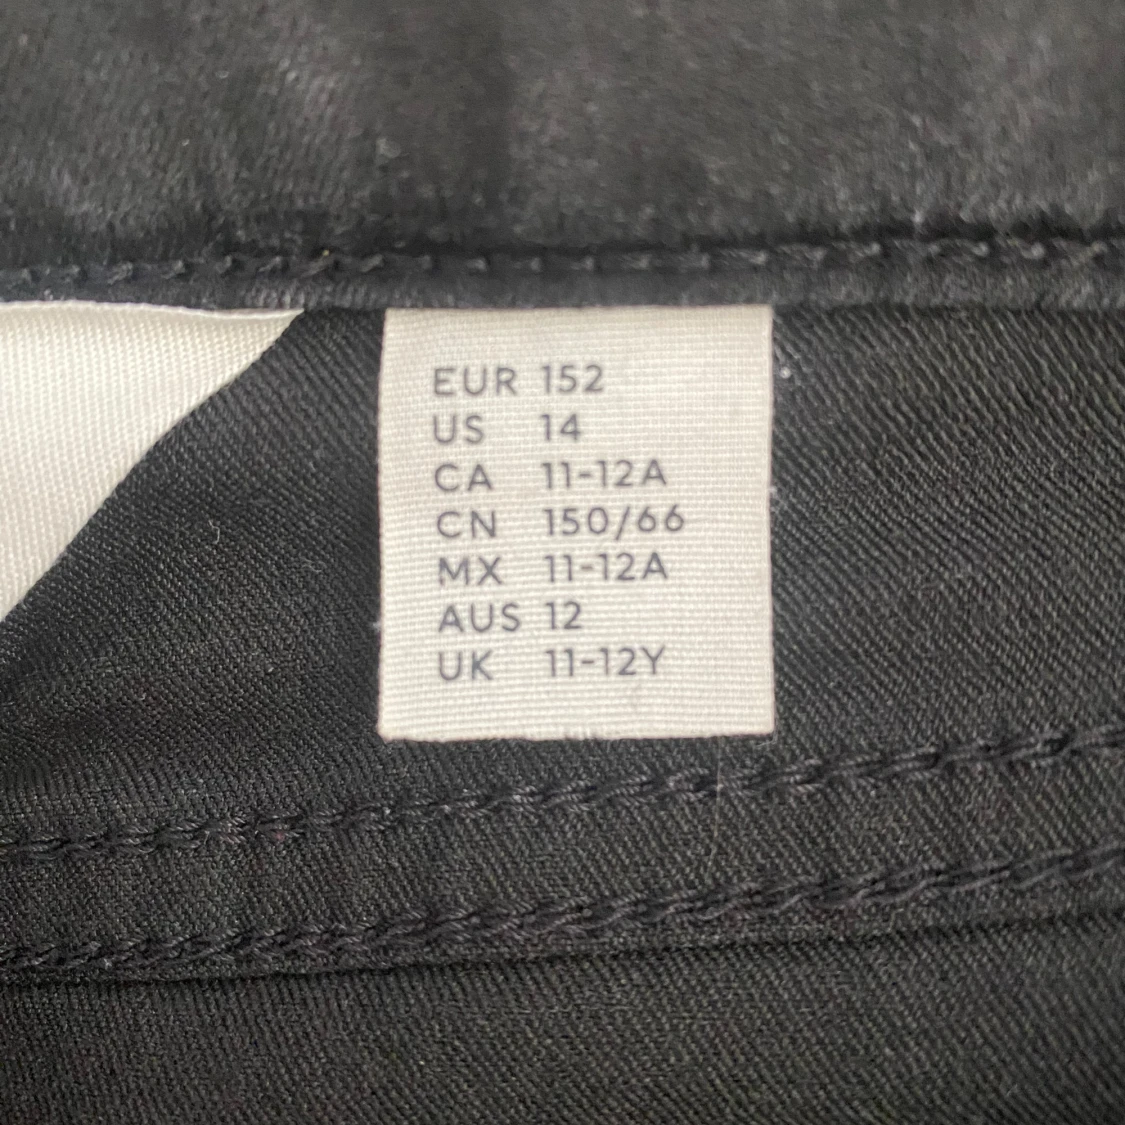 EUR 152
US 14
CA 11-12A
CN 150/66
MX 11-12A
AUS 12
UK 11-12Y